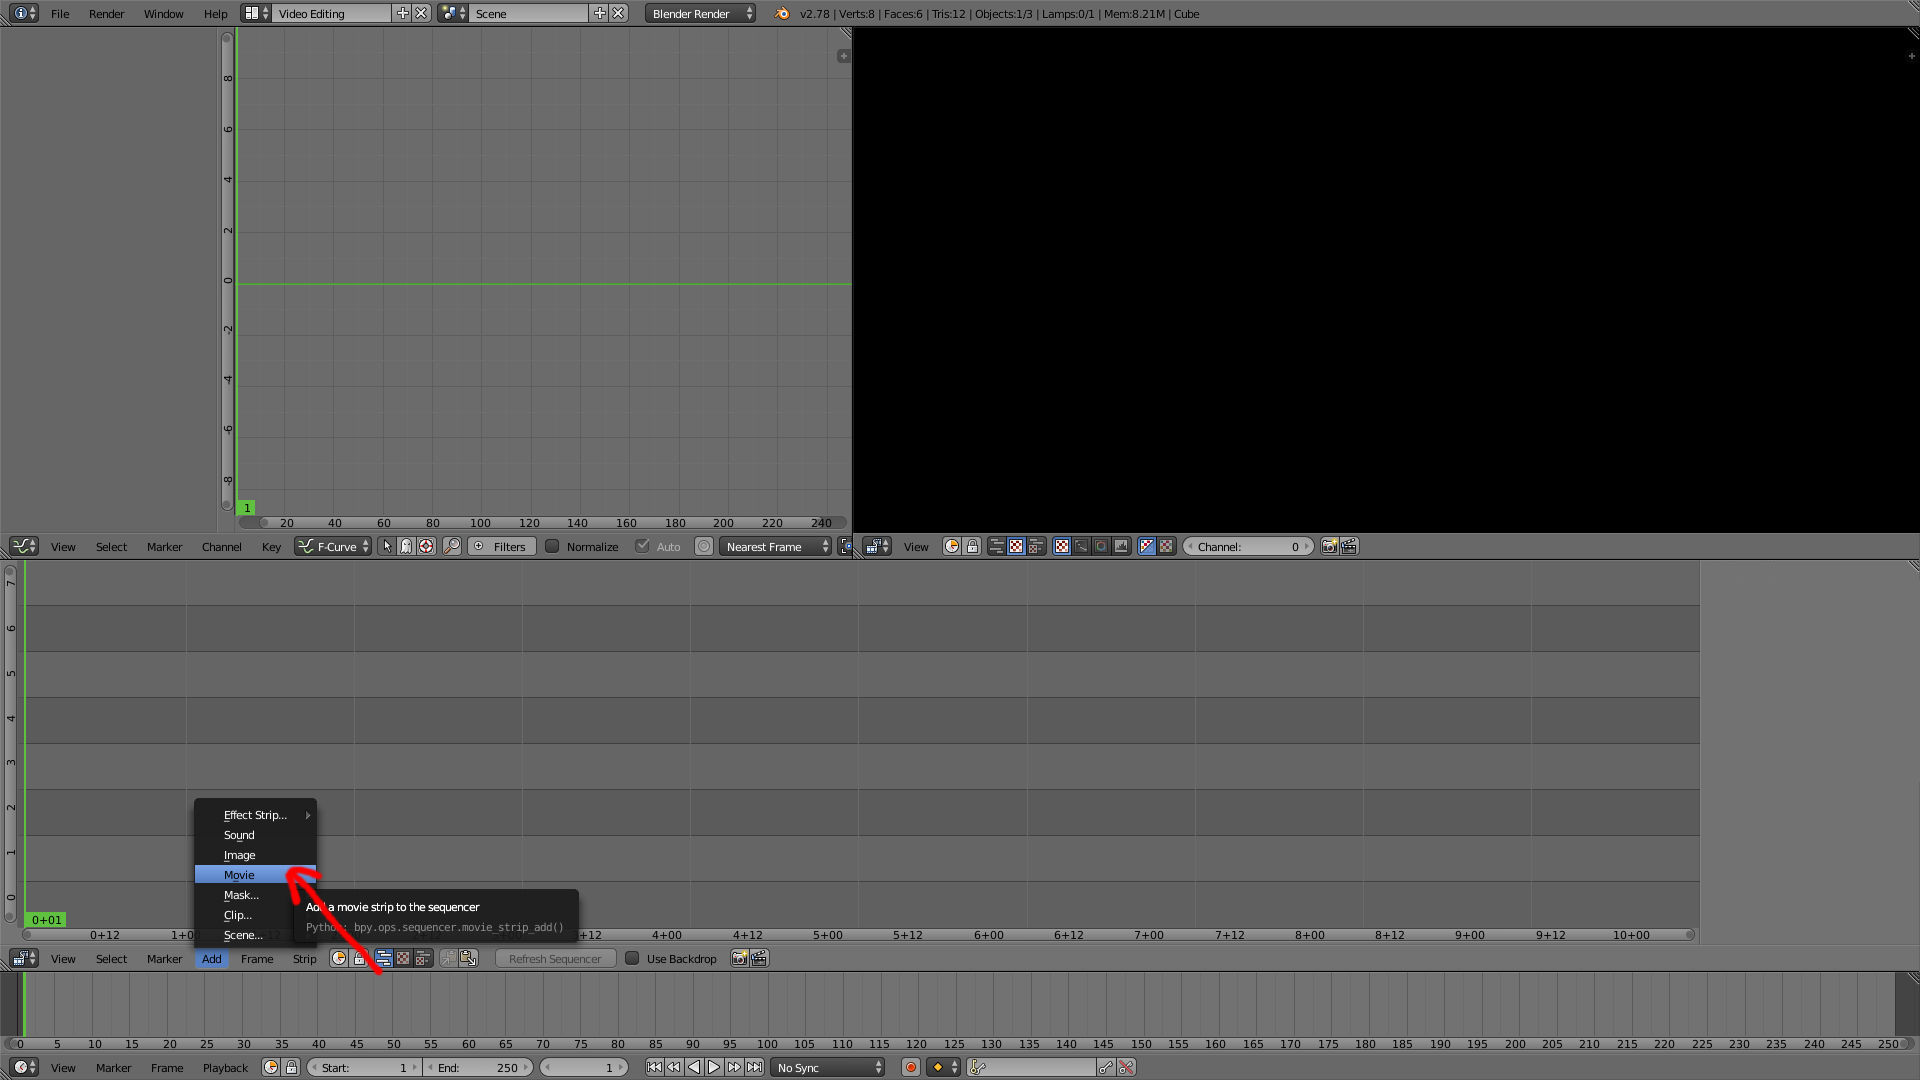 File Render Window Help Video Editing Scene Blender Render v2.78 | Verts:8 | Faces:6 | Tris:12 | Objects:1/3 | Lamps:0/1 | Mem:8.21M | Cube
8
6
4
2
0
-2
-4
-6
-8
1
20 40 60 80 100 120 140 160 180 200 220 240
View Select Marker Channel Key F-Curve Filters Normalize Auto Nearest Frame View Channel: 0
7
6
5
4
3
2
1
0
Effect Strip...
Sound
Image
Movie
Mask...
Clip...
Scene...
Add a movie strip to the sequencer
Python: bpy.ops.sequencer.movie_strip_add()
0+01
0+12 1+00 +12 4+00 4+12 5+00 5+12 6+00 6+12 7+00 7+12 8+00 8+12 9+00 9+12 10+00
View Select Marker Add Frame Strip Refresh Sequencer Use Backdrop
0 5 10 15 20 25 30 35 40 45 50 55 60 65 70 75 80 85 90 95 100 105 110 115 120 125 130 135 140 145 150 155 160 165 170 175 180 185 190 195 200 205 210 215 220 225 230 235 240 245 250
View Marker Frame Playback Start: 1 End: 250 1 No Sync